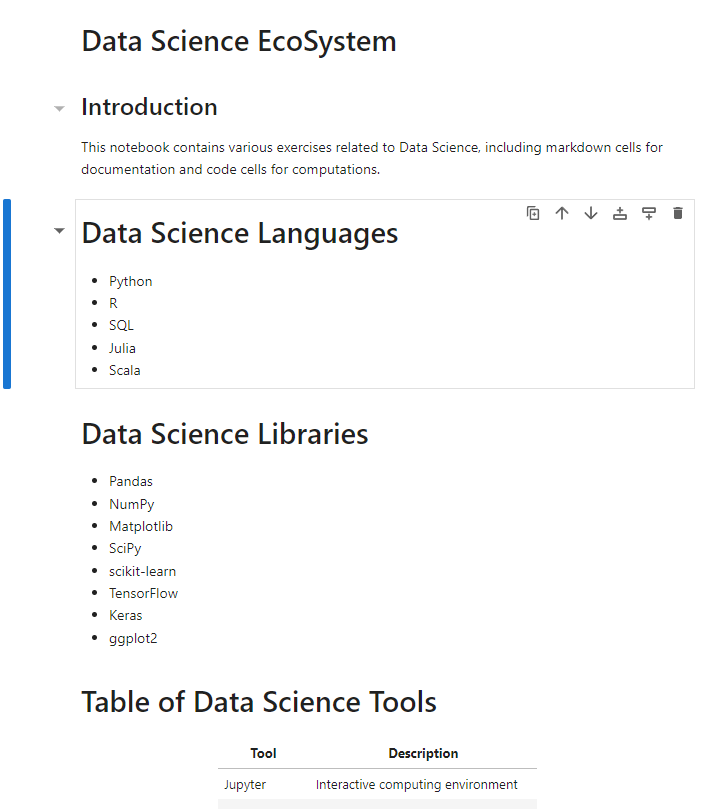 Data Science EcoSystem
Introduction
This notebook contains various exercises related to Data Science, including markdown cells for
documentation and code cells for computations.
Data Science Languages
Python
R
SQL
Julia
Scala
Data Science Libraries
Pandas
NumPy
Matplotlib
SciPy
scikit-learn
TensorFlow
Keras
ggplot2
Table of Data Science Tools
Tool Description
Jupyter Interactive computing environment